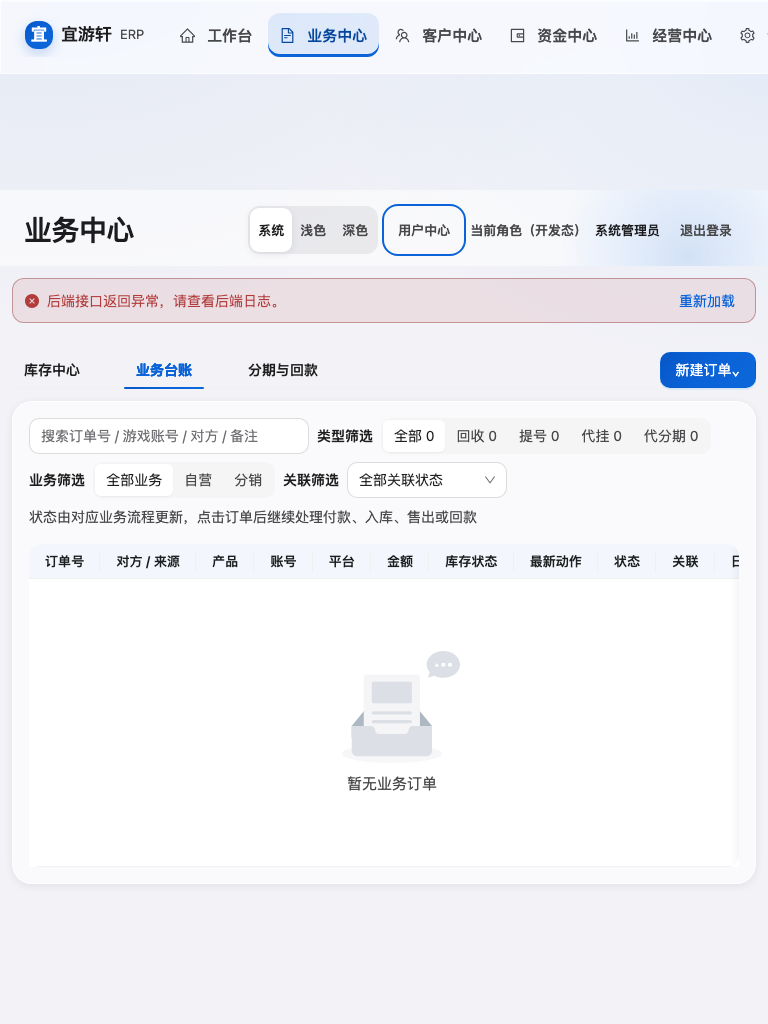 宜 宜游轩 ERP 工作台 业务中心 客户中心 资金中心 经营中心
业务中心 系统 浅色 深色 用户中心 当前角色（开发态） 系统管理员 退出登录
后端接口返回异常，请查看后端日志。 重新加载
库存中心 业务台账 分期与回款 新建订单
搜索订单号 / 游戏账号 / 对方 / 备注 类型筛选 全部 0 回收 0 提号 0 代挂 0 代分期 0
业务筛选 全部业务 自营 分销 关联筛选 全部关联状态
状态由对应业务流程更新，点击订单后继续处理付款、入库、售出或回款
订单号 对方 / 来源 产品 账号 平台 金额 库存状态 最新动作 状态 关联
暂无业务订单